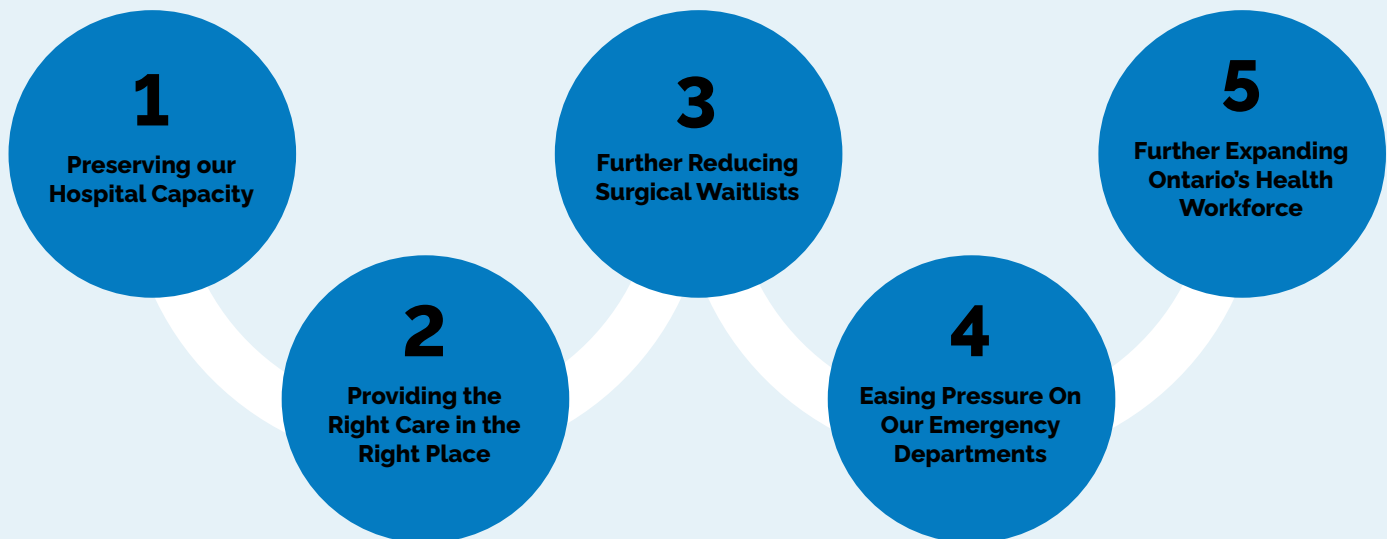 1
Preserving our
Hospital Capacity
2
Providing the
Right Care in the
Right Place
3
Further Reducing
Surgical Waitlists
4
Easing Pressure On
Our Emergency
Departments
5
Further Expanding
Ontario’s Health
Workforce